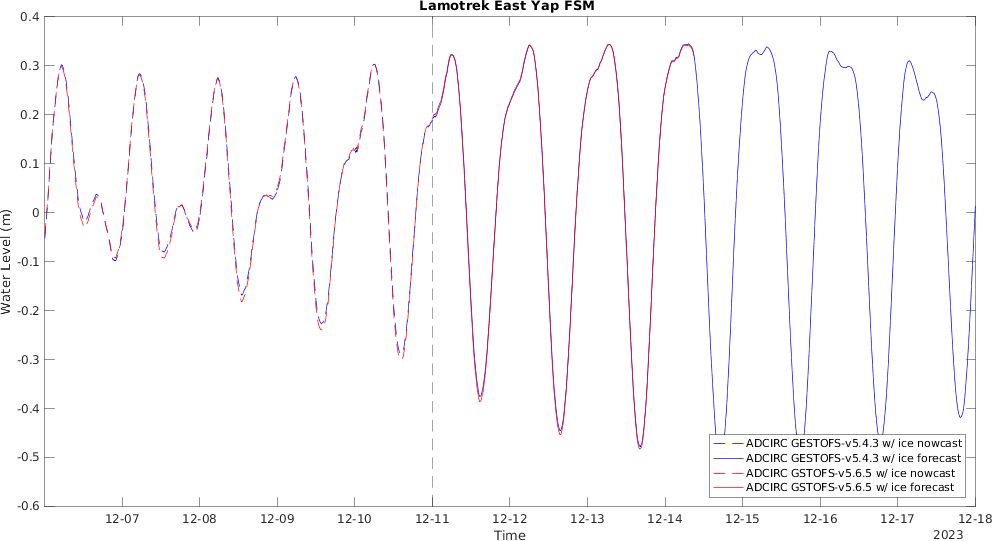 Lamotrek East Yap FSM
0.4
0.3
0.2
0.1
0
-0.1
-0.2
-0.3
-0.4
-0.5
-0.6
Water Level (m)
ADCIRC GESTOFS-v5.4.3 w/ ice nowcast
ADCIRC GESTOFS-v5.4.3 w/ ice forecast
ADCIRC GSTOFS-v5.6.5 w/ ice nowcast
ADCIRC GSTOFS-v5.6.5 w/ ice forecast
12-07 12-08 12-09 12-10 12-11 12-12 12-13 12-14 12-15 12-16 12-17 12-18
Time
2023